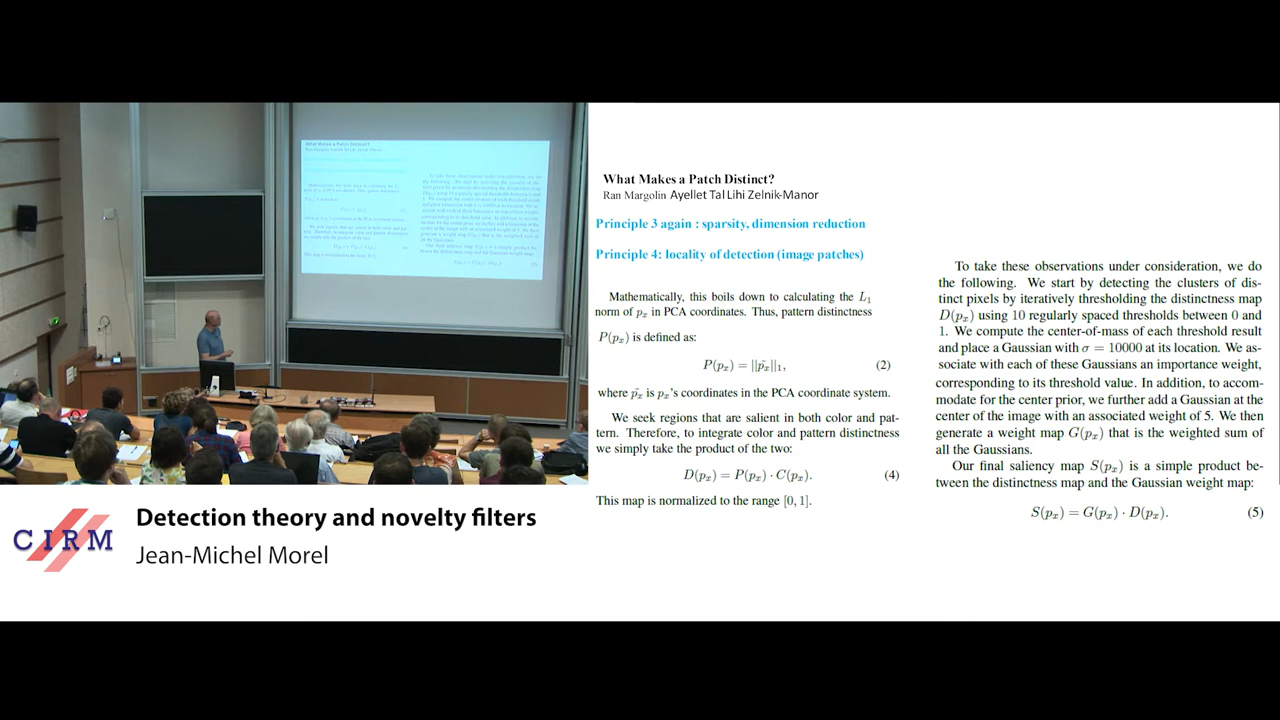 What Makes a Patch Distinct?
Ran Margolin Ayellet Tal Lihi Zelnik-Manor
Principle 3 again : sparsity, dimension reduction
Principle 4: locality of detection (image patches)
Mathematically, this boils down to calculating the L₁
norm of pₓ in PCA coordinates. Thus, pattern distinctness
P(pₓ) is defined as:
P(pₓ) = ||p̃ₓ||₁, (2)
where p̃ₓ is pₓ's coordinates in the PCA coordinate system.
We seek regions that are salient in both color and pat-
tern. Therefore, to integrate color and pattern distinctness
we simply take the product of the two:
D(pₓ) = P(pₓ) · C(pₓ). (4)
This map is normalized to the range [0, 1].
To take these observations under consideration, we do
the following. We start by detecting the clusters of dis-
tinct pixels by iteratively thresholding the distinctness map
D(pₓ) using 10 regularly spaced thresholds between 0 and
1. We compute the center-of-mass of each threshold result
and place a Gaussian with σ = 10000 at its location. We as-
sociate with each of these Gaussians an importance weight,
corresponding to its threshold value. In addition, to accom-
modate for the center prior, we further add a Gaussian at the
center of the image with an associated weight of 5. We then
generate a weight map G(pₓ) that is the weighted sum of
all the Gaussians.
Our final saliency map S(pₓ) is a simple product be-
tween the distinctness map and the Gaussian weight map:
S(pₓ) = G(pₓ) · D(pₓ). (5)
CIRM
Detection theory and novelty filters
Jean-Michel Morel